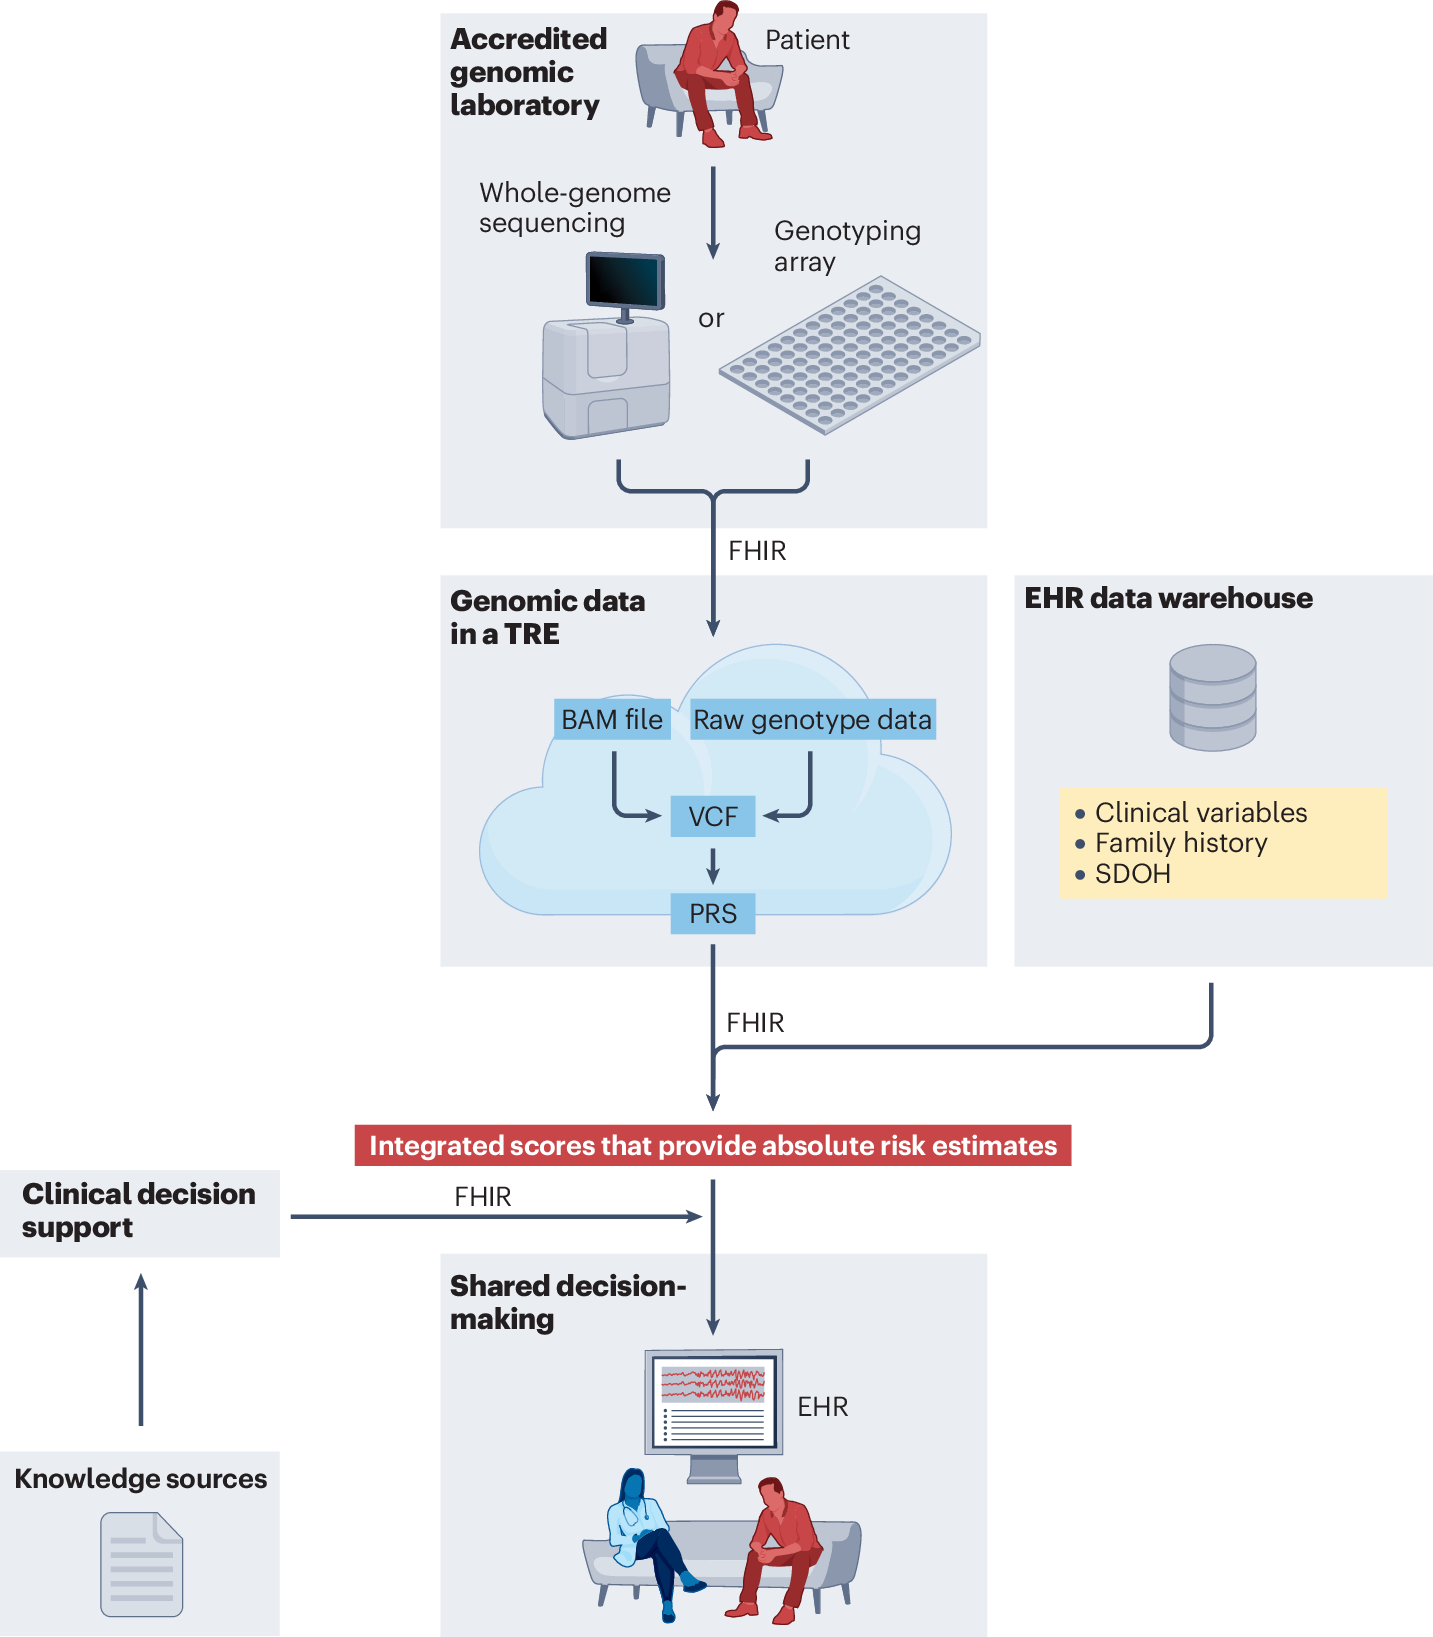 Accredited
genomic
laboratory
Patient
Whole-genome
sequencing
Genotyping
array
or
FHIR
Genomic data
in a TRE
BAM file
Raw genotype data
VCF
PRS
EHR data warehouse
• Clinical variables
• Family history
• SDOH
FHIR
Integrated scores that provide absolute risk estimates
Clinical decision
support
FHIR
Knowledge sources
Shared decision-
making
EHR